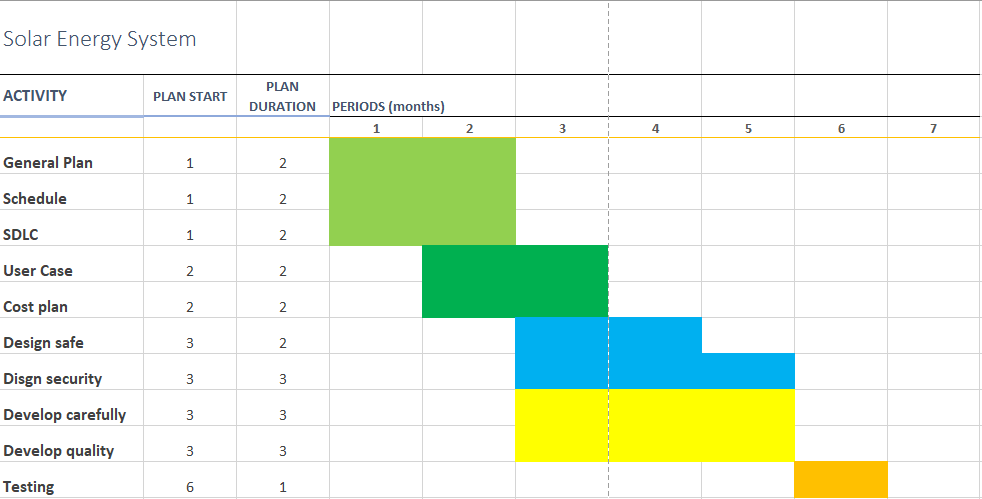 Solar Energy System
ACTIVITY PLAN START PLAN DURATION PERIODS (months)
1 2 3 4 5 6 7
General Plan 1 2
Schedule 1 2
SDLC 1 2
User Case 2 2
Cost plan 2 2
Design safe 3 2
Disgn security 3 3
Develop carefully 3 3
Develop quality 3 3
Testing 6 1